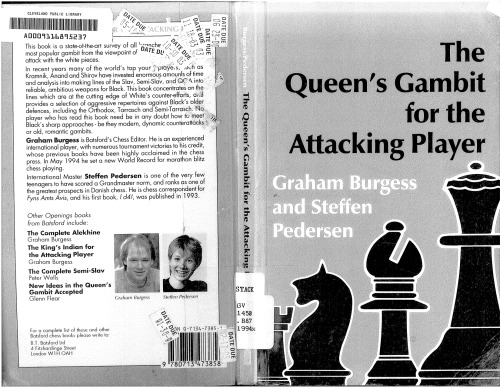 CLEVELAND PUBLIC LIBRARY
A0009116895237
This book is a state-of-the-art survey of all
most popular gambit from the viewpoint of
attack with the white pieces.
In recent years many of the world's top
Kramnik, Anand and Shirov have invested enormous amounts of time
and analysis into making lines of the Slav, Semi-Slav, and QGA into
reliable, ambitious weapons for Black. This book concentrates on the
lines which are at the cutting edge of White's counter-efforts, and
provides a selection of aggressive repertoires against Black's older
defences, including the Orthodox, Tarrasch and Semi-Tarrasch. No
player who has read this book need be in any doubt how to meet
Black's sharp approaches - be they modern, dynamic counterattacks
or old, romantic gambits.
Graham Burgess is Batsford's Chess Editor. He is an experienced
international player, with numerous tournament victories to his credit,
whose previous books have been highly acclaimed in the chess
press. In May 1994 he set a new World Record for marathon blitz
chess playing.
International Master Steffen Pedersen is one of the very few
teenagers to have scored a Grandmaster norm, and ranks as one of
the greatest prospects in Danish chess. He is chess correspondent for
Fyns Amts Avis, and his first book, I dét, was published in 1993.
Other Openings books
from Batsford include:
The Complete Alekhine
Graham Burgess
The King's Indian for
the Attacking Player
Graham Burgess
The Complete Semi-Slav
Peter Wells
New Ideas in the Queen's
Gambit Accepted
Glenn Flear
Graham Burgess
Steffen Pedersen
For a complete list of these and other
Batsford chess books please write to:
B.T. Batsford Ltd
4 Fitzhardinge Street
London W1H 0AH
DATE DUE
9 780713 473858
Burgess/Pedersen
The Queen's Gambit for the Attacking
STACK
GV
1450
.B87
1994x
The
Queen's Gambit
for the
Attacking Player
Graham Burgess
and Steffen
Pedersen